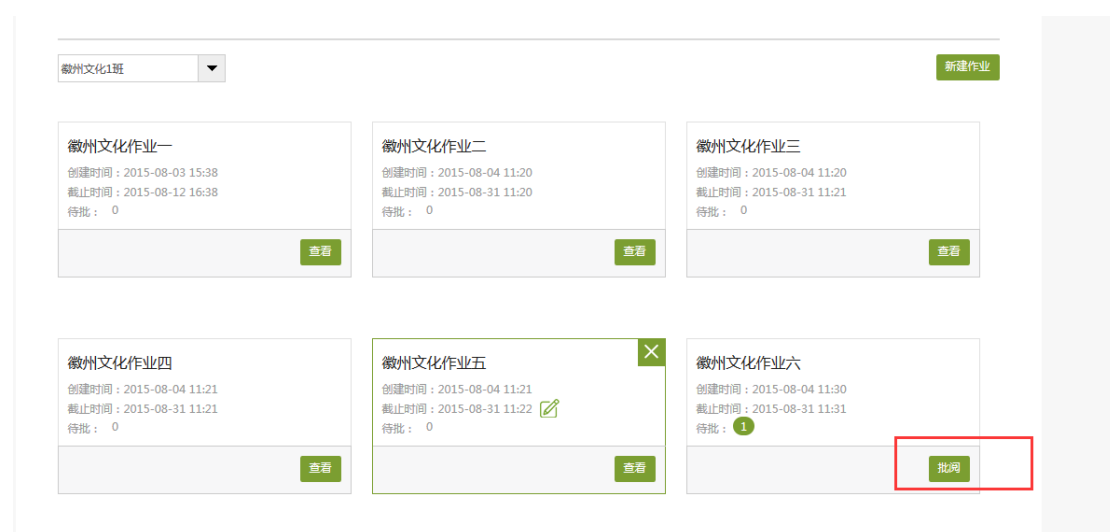 徽州文化1班
新建作业
徽州文化作业一
创建时间：2015-08-03 15:38
截止时间：2015-08-12 16:38
待批： 0
查看
徽州文化作业二
创建时间：2015-08-04 11:20
截止时间：2015-08-31 11:20
待批： 0
查看
徽州文化作业三
创建时间：2015-08-04 11:20
截止时间：2015-08-31 11:21
待批： 0
查看
徽州文化作业四
创建时间：2015-08-04 11:21
截止时间：2015-08-31 11:21
待批： 0
查看
徽州文化作业五
创建时间：2015-08-04 11:21
截止时间：2015-08-31 11:22
待批： 0
查看
徽州文化作业六
创建时间：2015-08-04 11:30
截止时间：2015-08-31 11:31
待批： 1
批阅